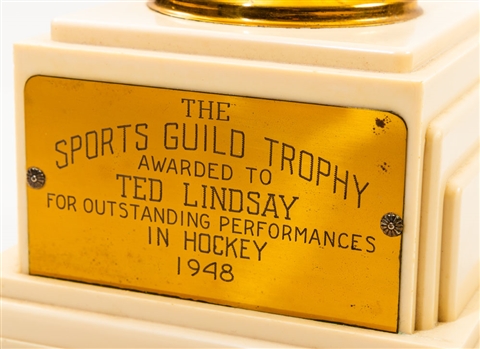 THE
SPORTS GUILD TROPHY
AWARDED TO
TED LINDSAY
FOR OUTSTANDING PERFORMANCES
IN HOCKEY
1948